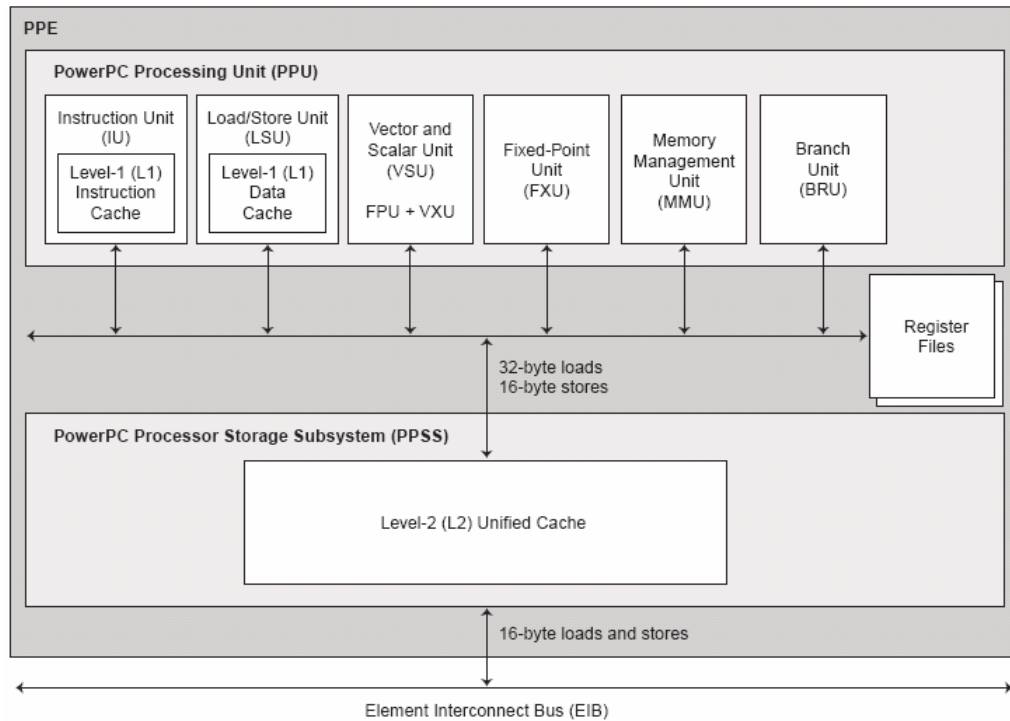 PPE
PowerPC Processing Unit (PPU)
Instruction Unit
(IU)
Level-1 (L1)
Instruction
Cache
Load/Store Unit
(LSU)
Level-1 (L1)
Data
Cache
Vector and
Scalar Unit
(VSU)
FPU + VXU
Fixed-Point
Unit
(FXU)
Memory
Management
Unit
(MMU)
Branch
Unit
(BRU)
Register
Files
32-byte loads
16-byte stores
PowerPC Processor Storage Subsystem (PPSS)
Level-2 (L2) Unified Cache
16-byte loads and stores
Element Interconnect Bus (EIB)